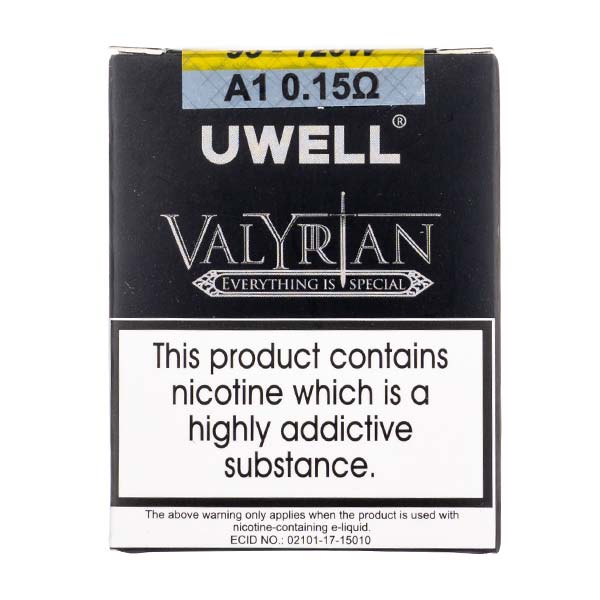 A1 0.15Ω
UWELL®
VALYRIAN
EVERYTHING IS SPECIAL
This product contains
nicotine which is a
highly addictive
substance.
The above warning only applies when the product is used with
nicotine-containing e-liquid.
ECID NO.: 02101-17-15010